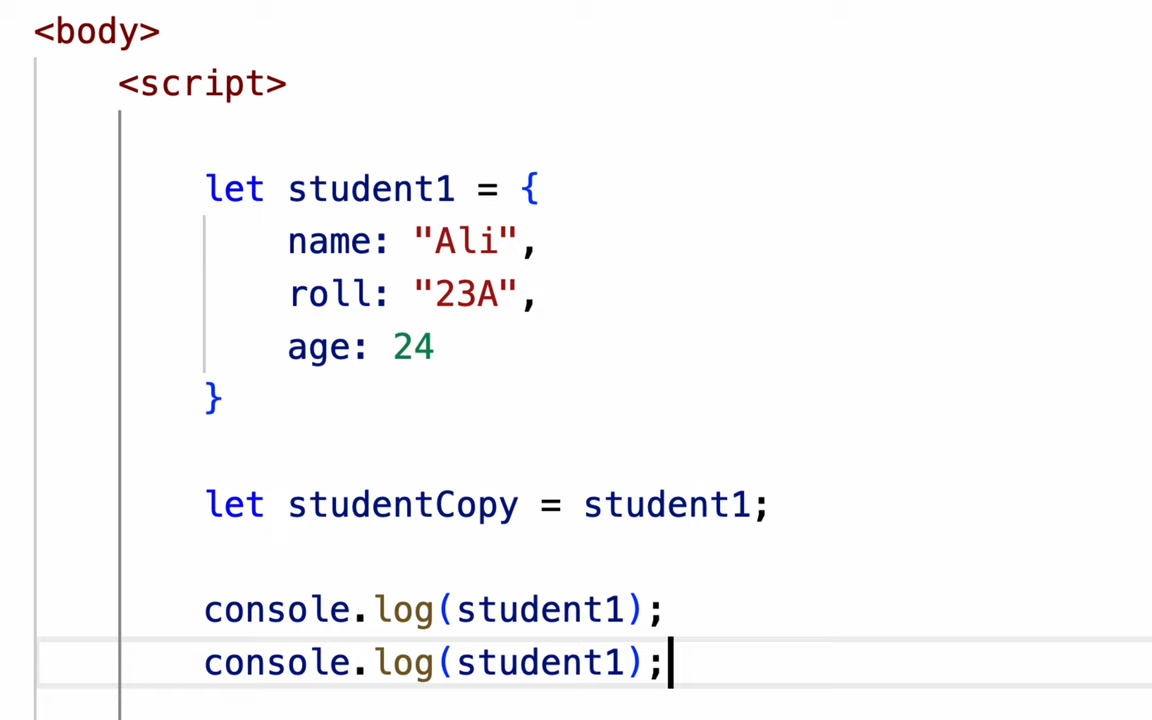 <body>
<script>
let student1 = {
name: "Ali",
roll: "23A",
age: 24
}
let studentCopy = student1;
console.log(student1);
console.log(student1);